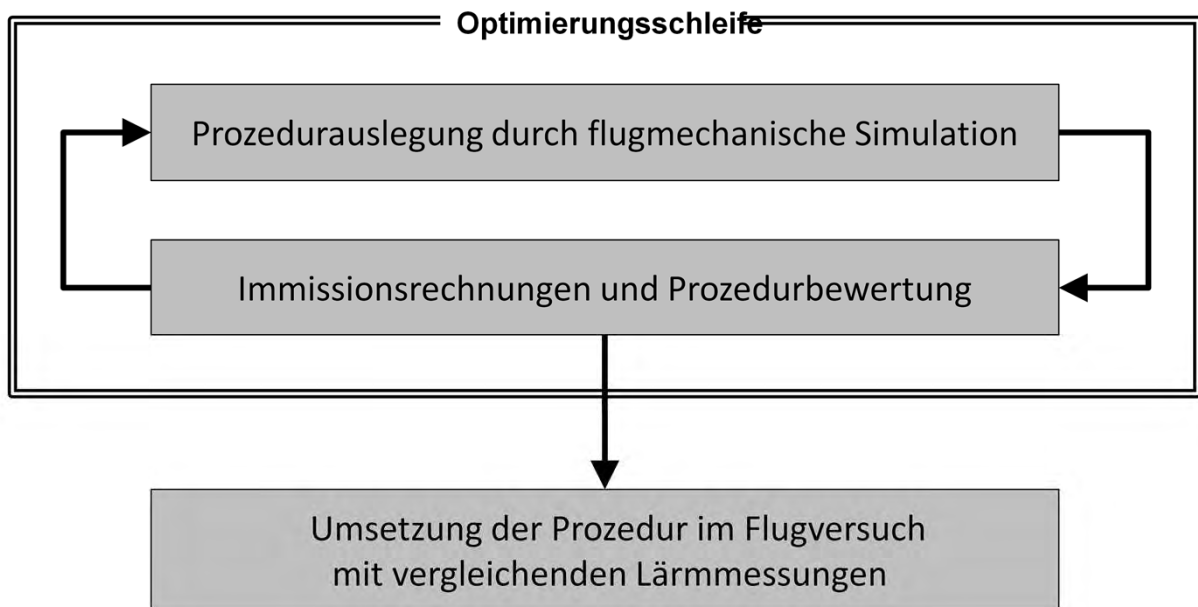 Optimierungsschleife
Prozedurauslegung durch flugmechanische Simulation
Immissionsrechnungen und Prozedurbewertung
Umsetzung der Prozedur im Flugversuch
mit vergleichenden Lärmmessungen